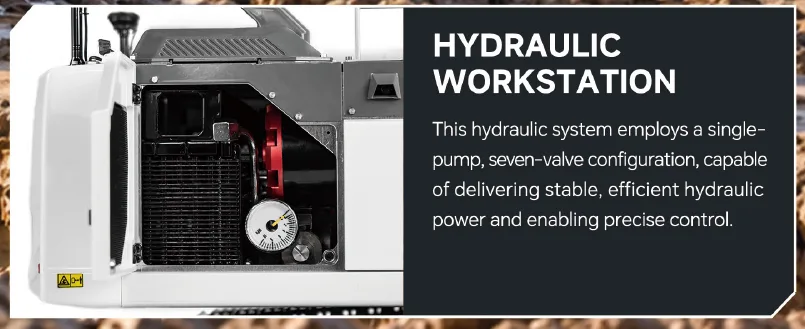 HYDRAULIC
WORKSTATION
This hydraulic system employs a single-
pump, seven-valve configuration, capable
of delivering stable, efficient hydraulic
power and enabling precise control.